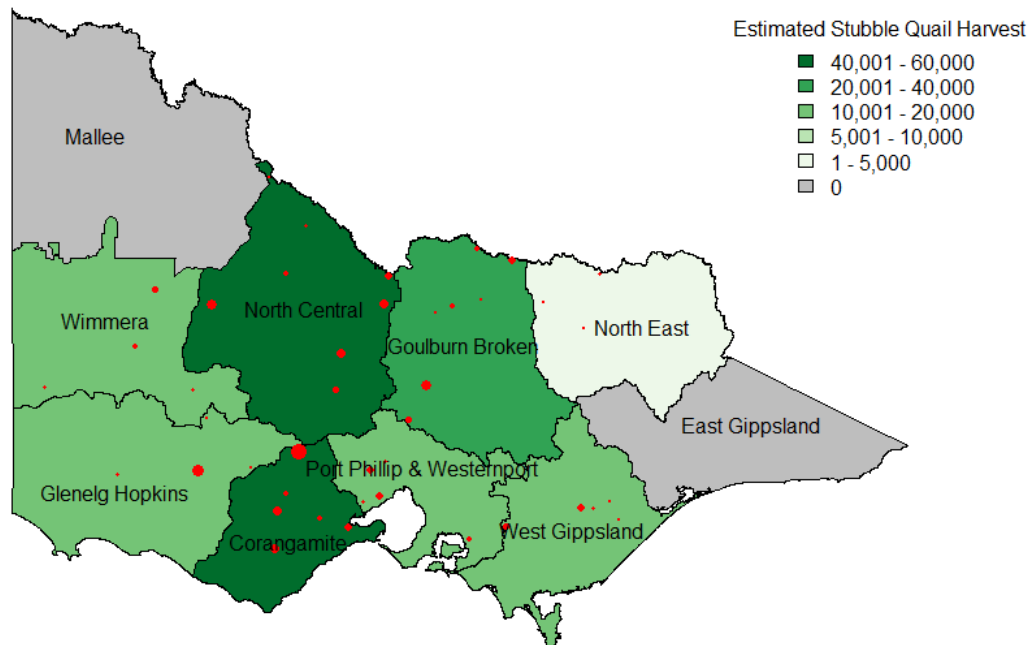 Estimated Stubble Quail Harvest
40,001 - 60,000
20,001 - 40,000
10,001 - 20,000
5,001 - 10,000
1 - 5,000
0
Mallee
Wimmera
North Central
Goulburn Broken
North East
East Gippsland
Port Phillip & Westernport
Glenelg Hopkins
West Gippsland
Corangamite